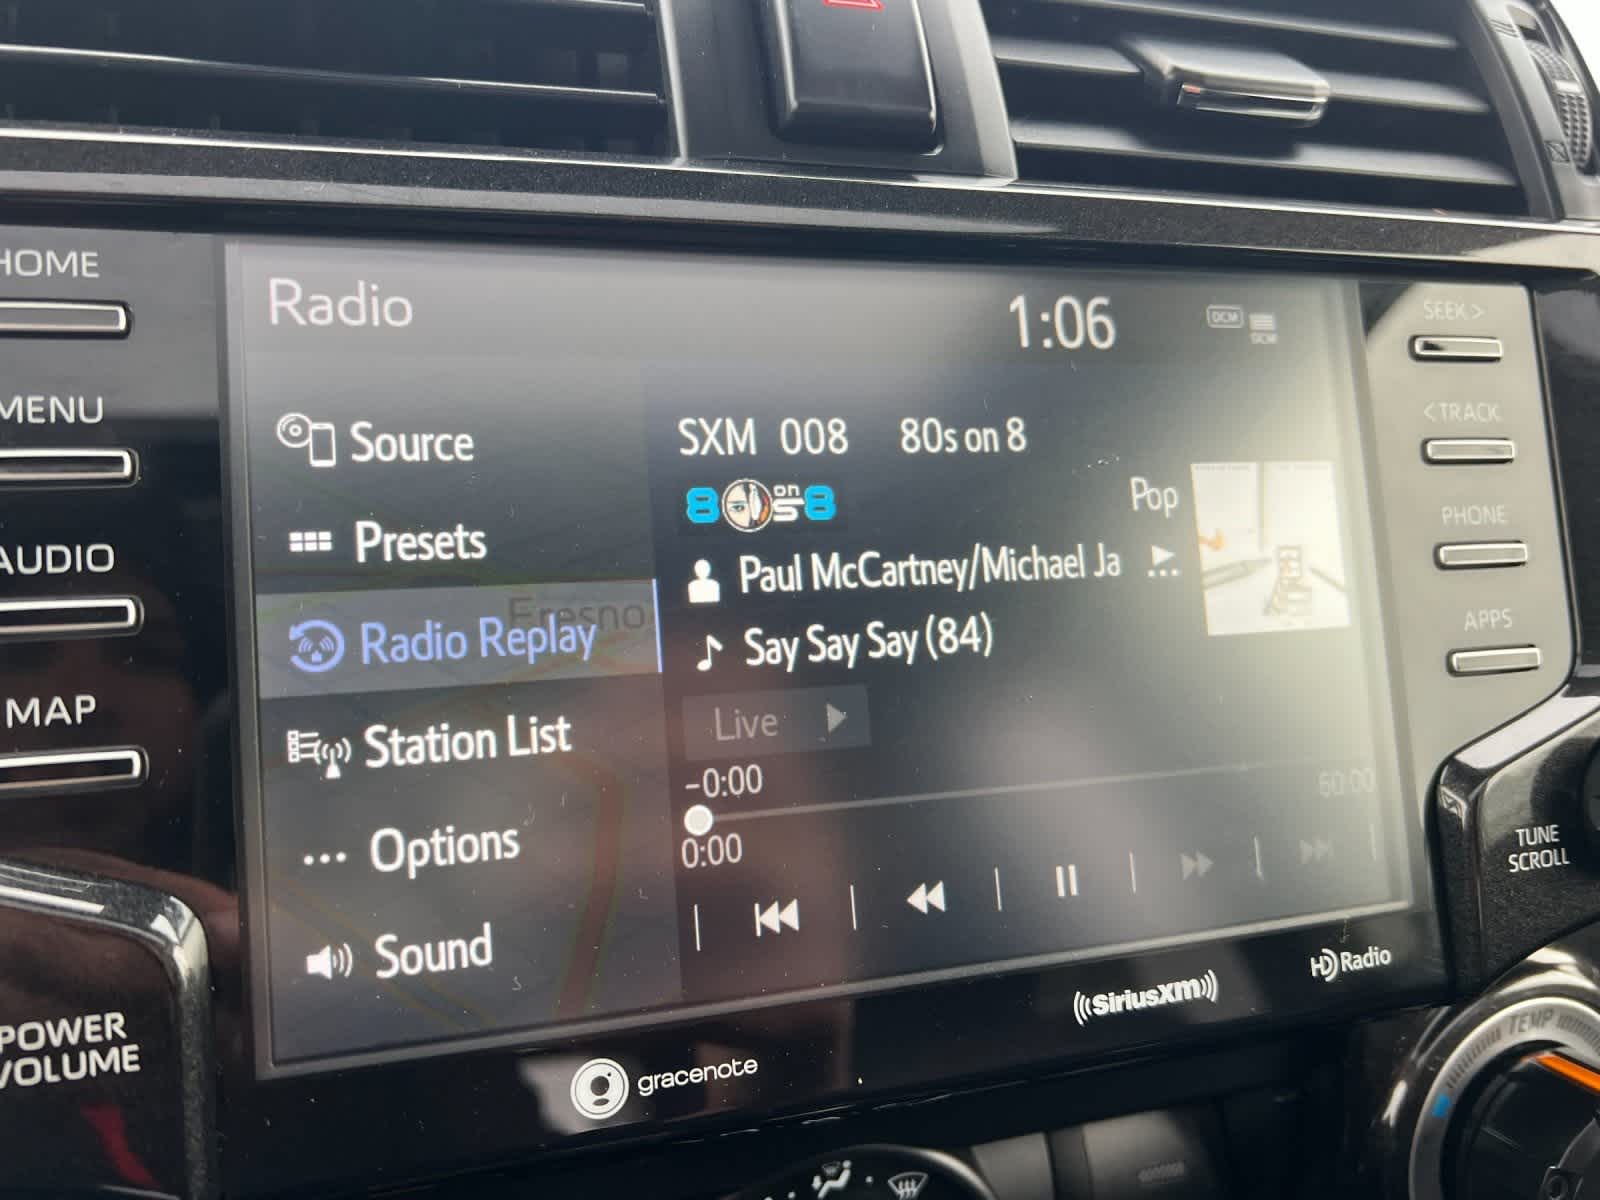 HOME
MENU
AUDIO
MAP
POWER
VOLUME
Radio
1:06
DCM
DCM
Source
Presets
Fresno
Radio Replay
Station List
Options
Sound
SXM 008 80s on 8
8 on s 8
Pop
Paul McCartney/Michael Ja
Say Say Say (84)
Live
-0:00
60:00
0:00
SEEK >
< TRACK
PHONE
APPS
TUNE
SCROLL
gracenote
SiriusXM
HD Radio
TEMP